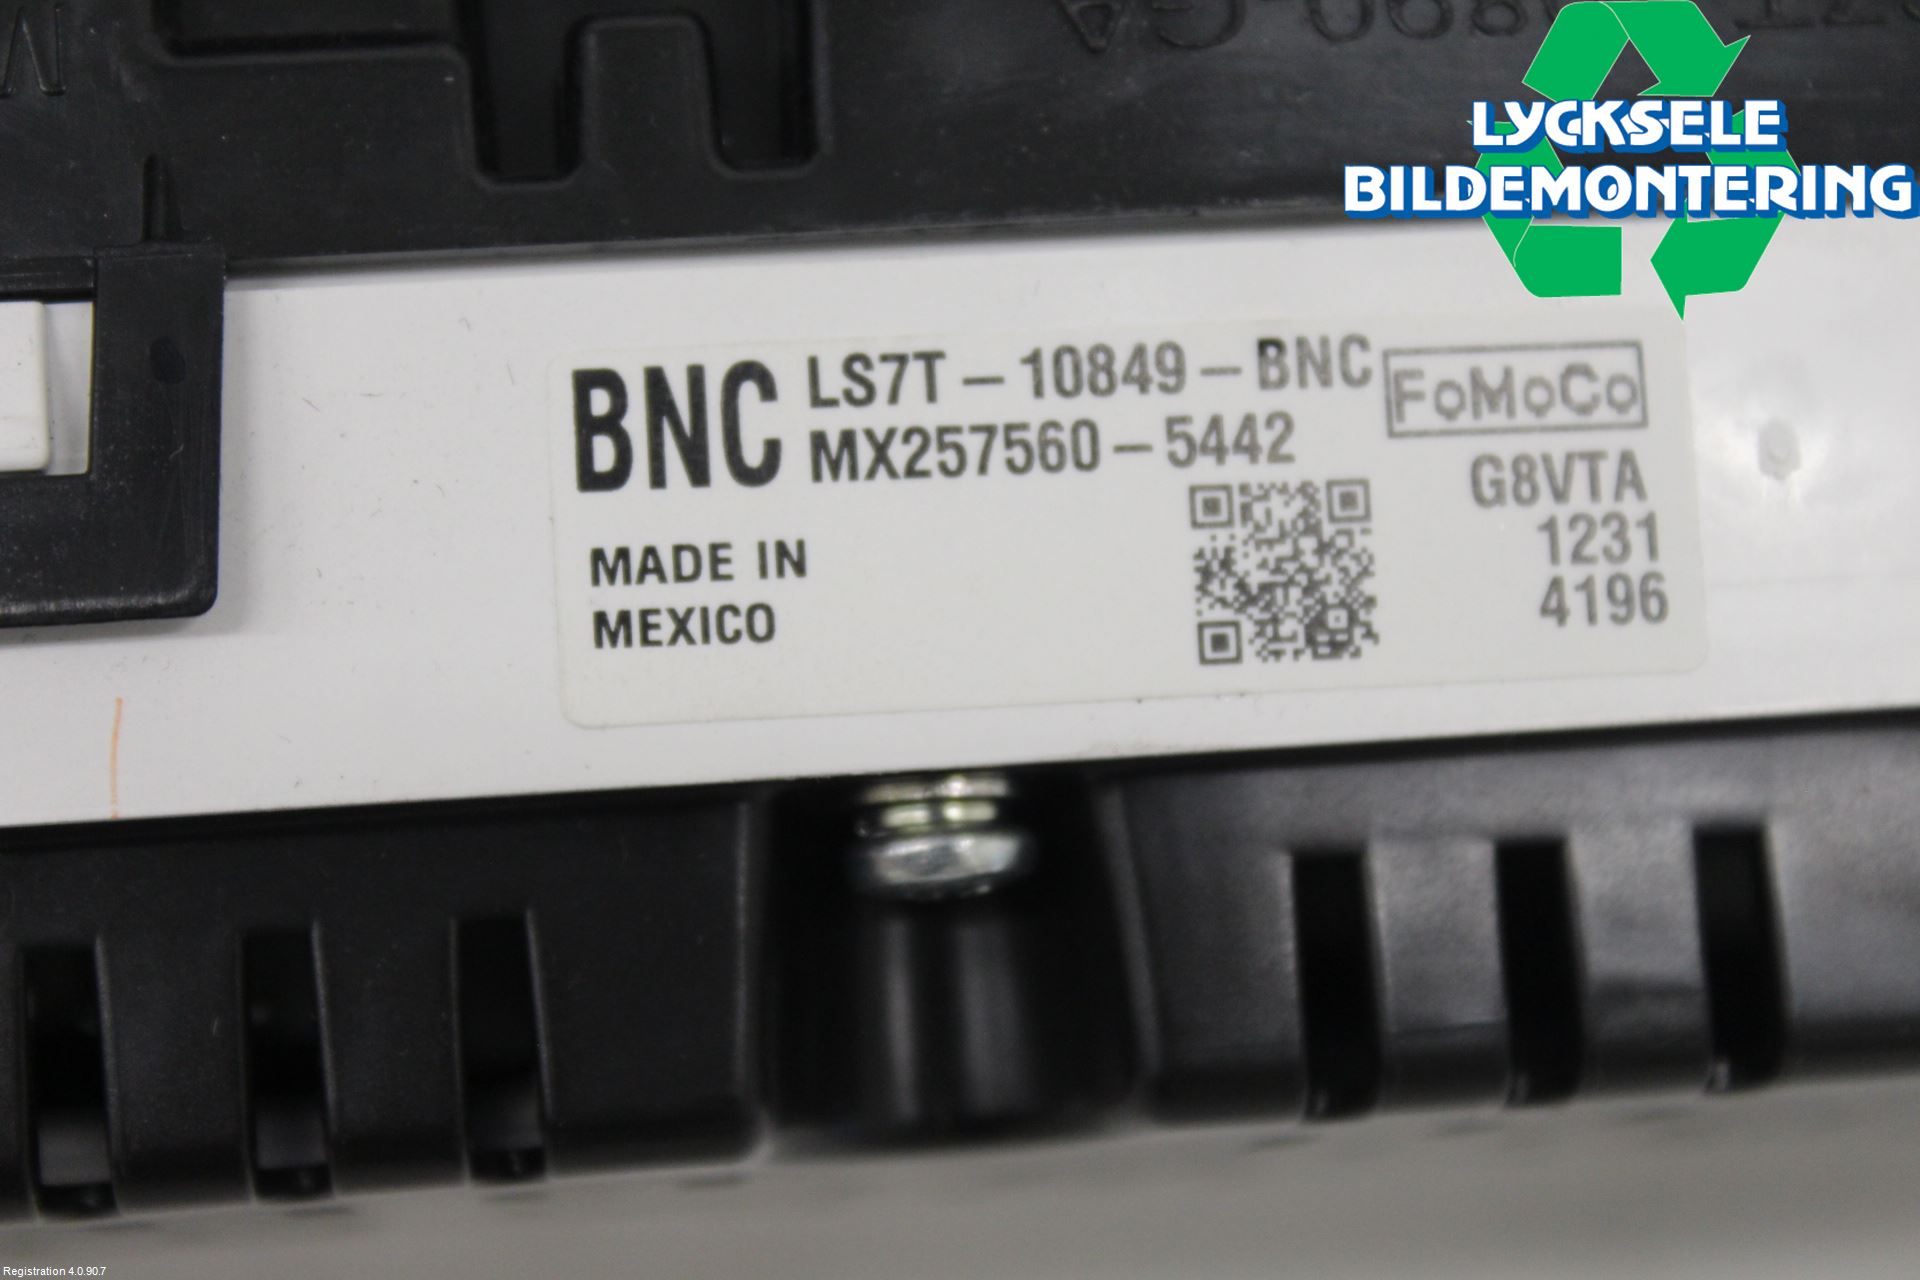 LYCKSELE
BILDEMONTERING
BNC LS7T-10849-BNC FoMoCo
MX257560-5442
G8VTA
1231
4196
MADE IN
MEXICO
Registration 4.0.90.7